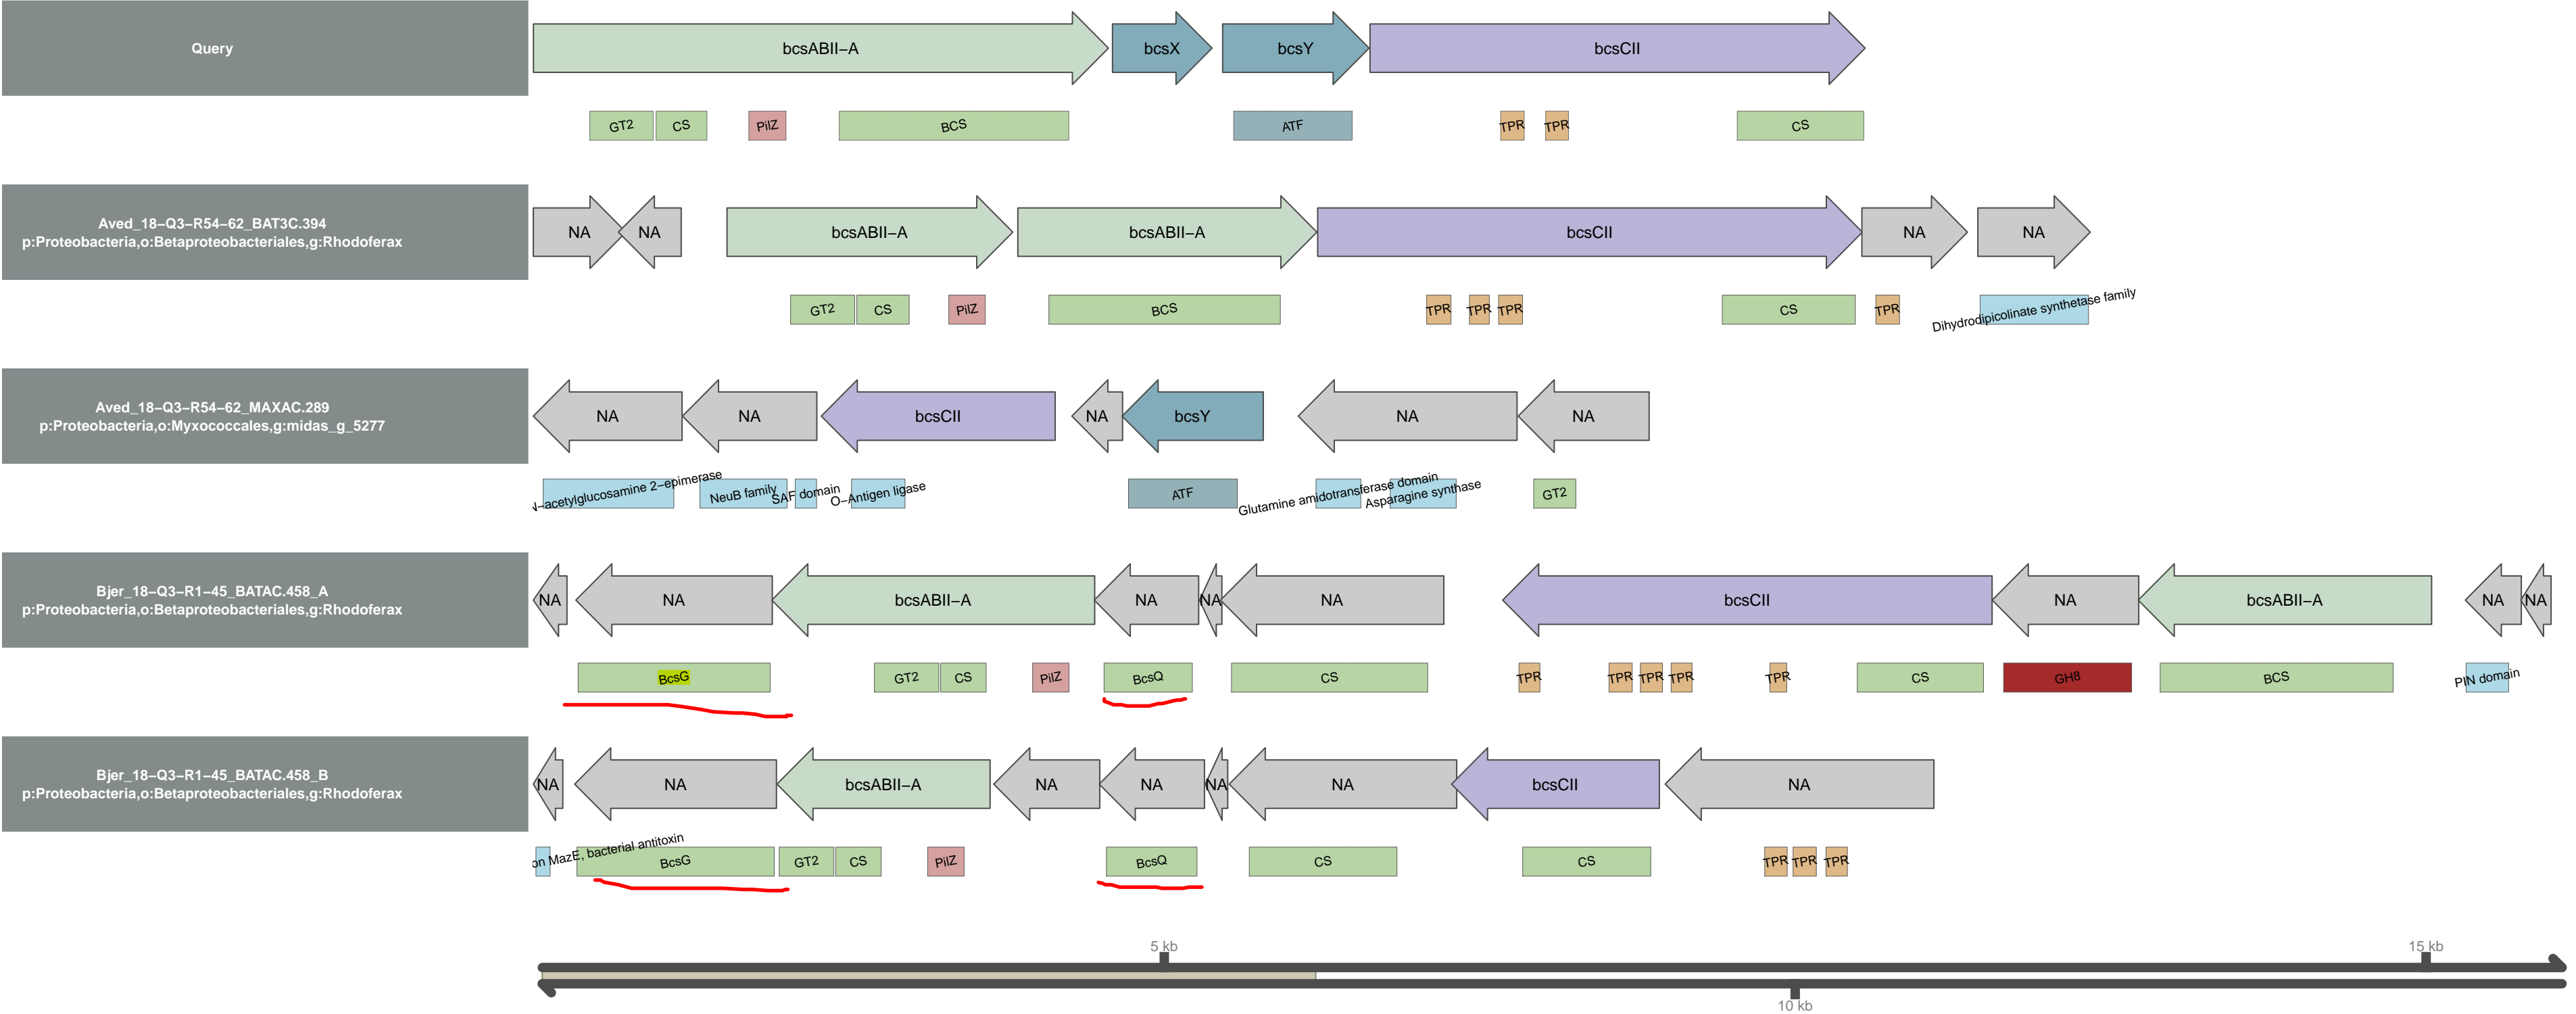 Query
bcsABII–A bcsX bcsY bcsCII
GT2 CS PilZ BCS ATF TPR TPR CS
Aved_18–Q3–R54–62_BAT3C.394
p:Proteobacteria,o:Betaproteobacteriales,g:Rhodoferax
NA NA bcsABII–A bcsABII–A bcsCII NA NA
GT2 CS PilZ BCS TPR TPR TPR CS TPR Dihydrodipicolinate synthetase family
Aved_18–Q3–R54–62_MAXAC.289
p:Proteobacteria,o:Myxococcales,g:midas_g_5277
NA NA bcsCII NA bcsY NA NA
N–acetylglucosamine 2–epimerase NeuB family SAF domain O–Antigen ligase ATF Glutamine amidotransferase domain Asparagine synthase GT2
Bjer_18–Q3–R1–45_BATAC.458_A
p:Proteobacteria,o:Betaproteobacteriales,g:Rhodoferax
NA NA bcsABII–A NA NA NA bcsCII NA bcsABII–A NA NA
BcsG GT2 CS PilZ BcsQ CS TPR TPR TPR TPR TPR CS GH8 BCS PIN domain
Bjer_18–Q3–R1–45_BATAC.458_B
p:Proteobacteria,o:Betaproteobacteriales,g:Rhodoferax
NA NA bcsABII–A NA NA NA NA bcsCII NA
on MazE, bacterial antitoxin BcsG GT2 CS PilZ BcsQ CS CS TPR TPR TPR
5 kb 15 kb
10 kb